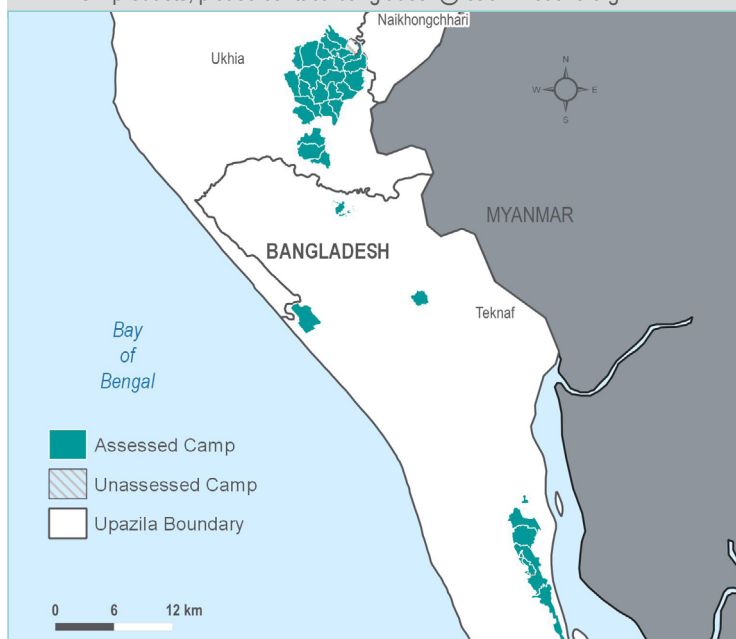 Naikhongchhari
Ukhia
N
W
E
S
MYANMAR
BANGLADESH
Teknaf
Bay
of
Bengal
Assessed Camp
Unassessed Camp
Upazila Boundary
0 6 12 km